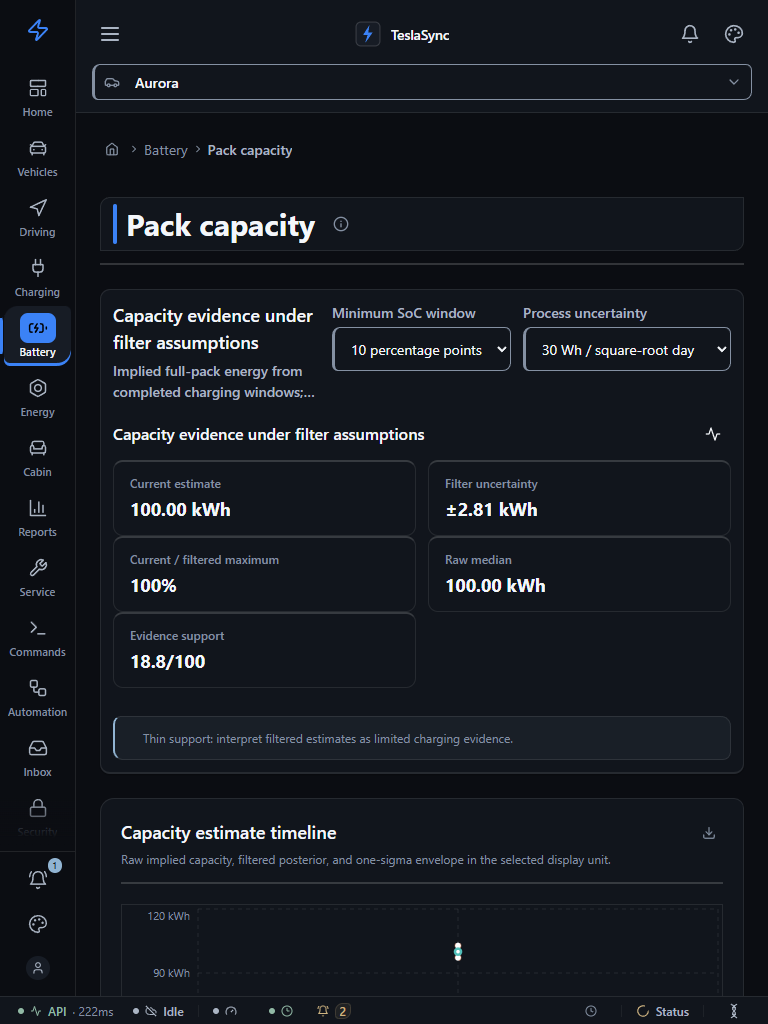 TeslaSync
Aurora
Home
Vehicles
Driving
Charging
Battery
Energy
Cabin
Reports
Service
Commands
Automation
Inbox
Security
1
Battery
Pack capacity
Pack capacity
Capacity evidence under
filter assumptions
Implied full-pack energy from
completed charging windows;...
Minimum SoC window
10 percentage points
Process uncertainty
30 Wh / square-root day
Capacity evidence under filter assumptions
Current estimate
100.00 kWh
Filter uncertainty
±2.81 kWh
Current / filtered maximum
100%
Raw median
100.00 kWh
Evidence support
18.8/100
Thin support: interpret filtered estimates as limited charging evidence.
Capacity estimate timeline
Raw implied capacity, filtered posterior, and one-sigma envelope in the selected display unit.
120 kWh
90 kWh
API · 222ms
Idle
2
Status